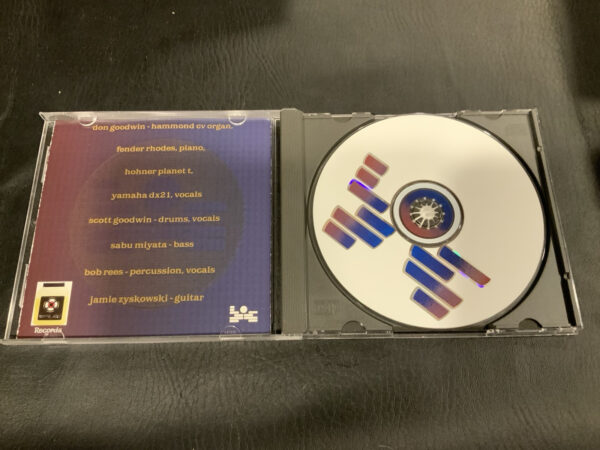 don goodwin - hammond cv organ,
fender rhodes, piano,
hohner planet t,
yamaha dx21, vocals
scott goodwin - drums, vocals
sabu miyata - bass
bob rees - percussion, vocals
jamie zyskowski - guitar
Records